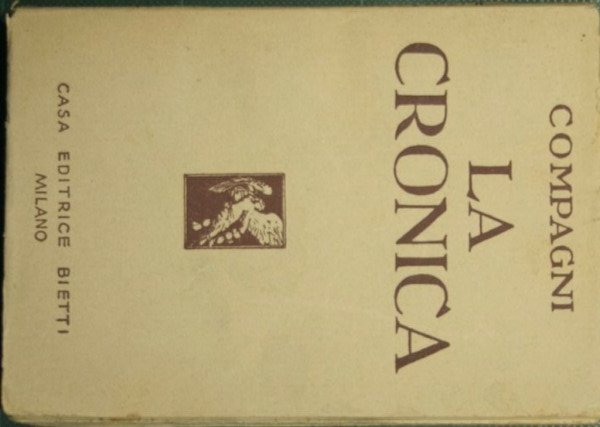 COMPAGNI
LA
CRONICA
CASA EDITRICE BIETTI
MILANO